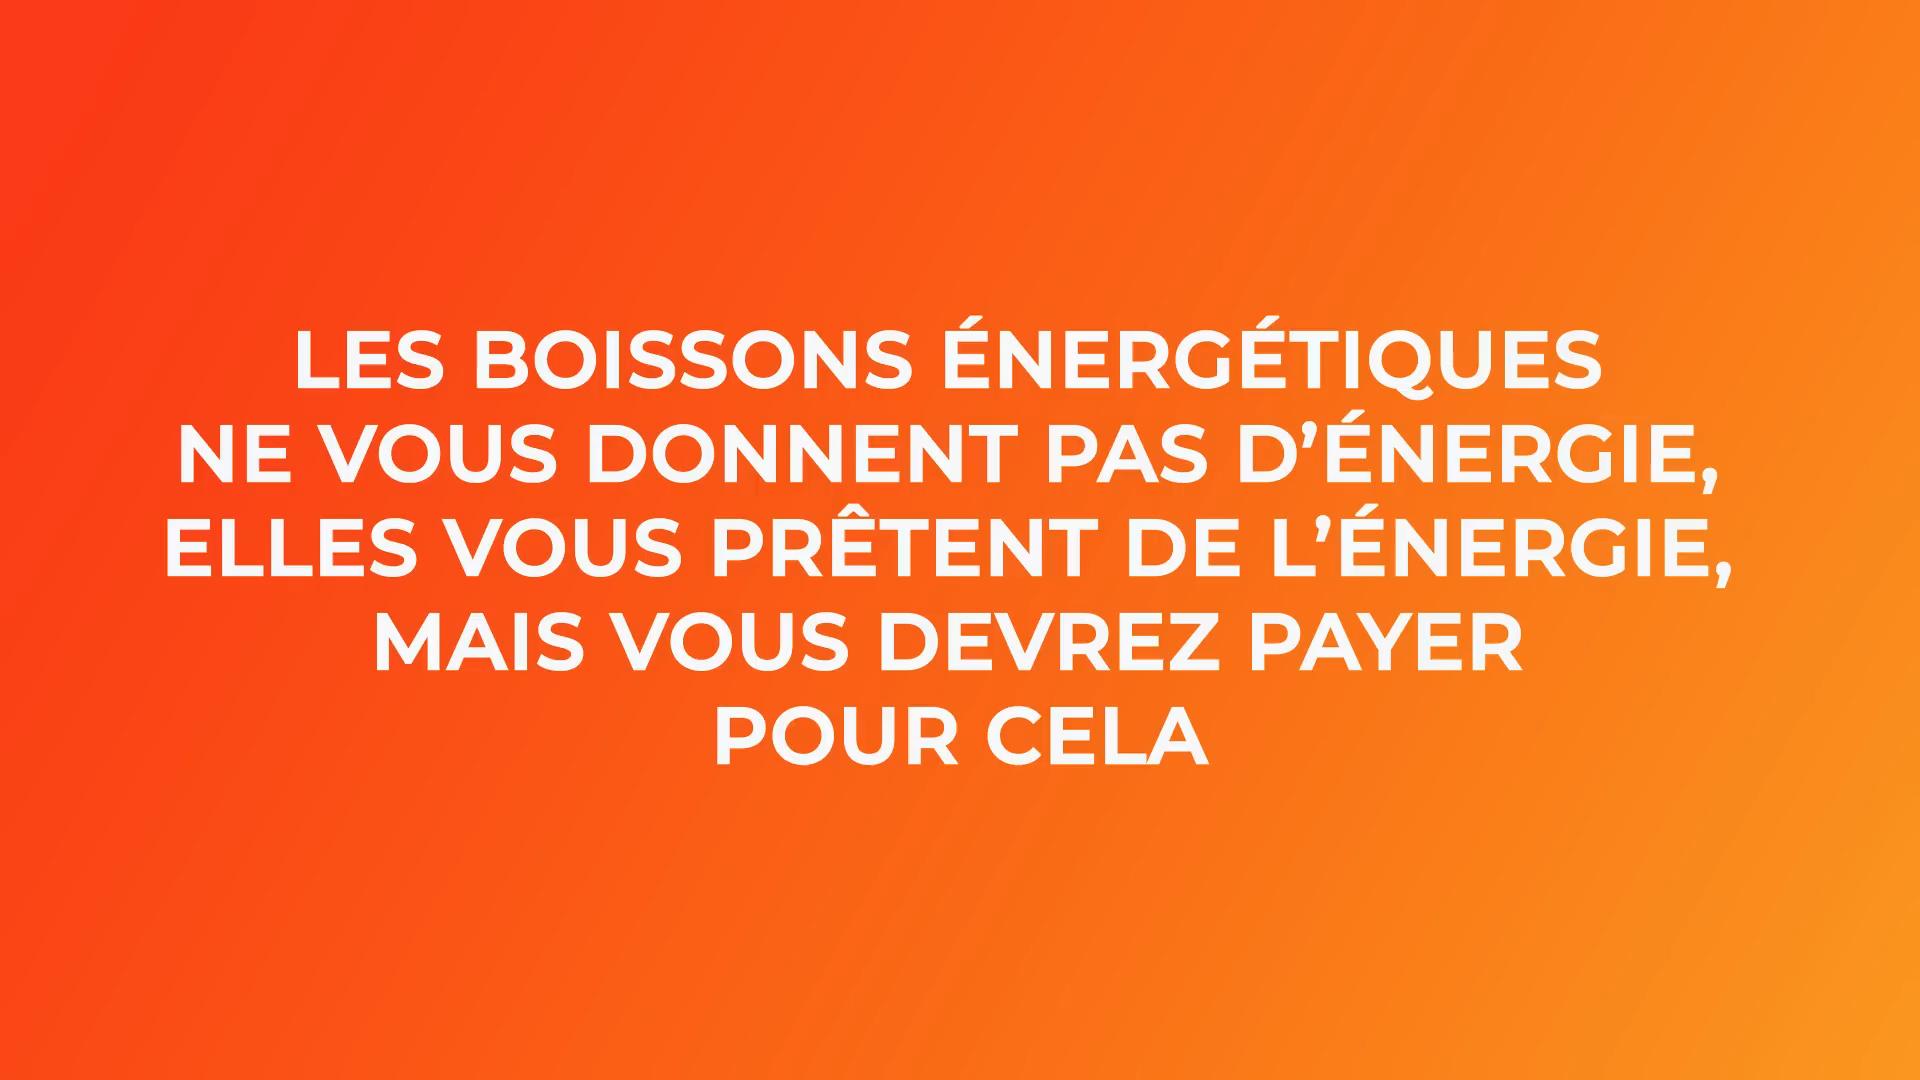 LES BOISSONS ÉNERGÉTIQUES
NE VOUS DONNENT PAS D’ÉNERGIE,
ELLES VOUS PRÊTENT DE L’ÉNERGIE,
MAIS VOUS DEVREZ PAYER
POUR CELA